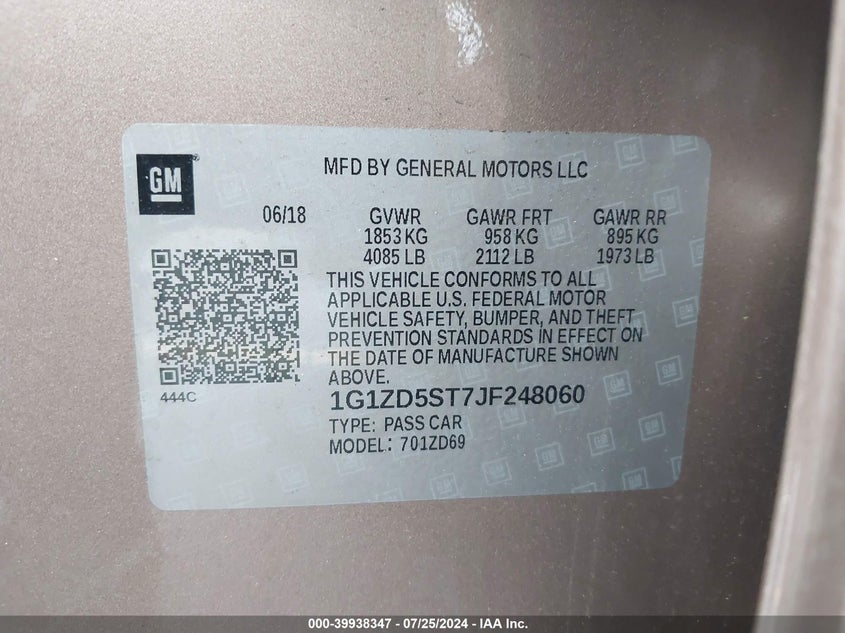 GM
MFD BY GENERAL MOTORS LLC
06/18 GVWR GAWR FRT GAWR RR
1853 KG 958 KG 895 KG
4085 LB 2112 LB 1973 LB
THIS VEHICLE CONFORMS TO ALL
APPLICABLE U.S. FEDERAL MOTOR
VEHICLE SAFETY, BUMPER, AND THEFT
PREVENTION STANDARDS IN EFFECT ON
THE DATE OF MANUFACTURE SHOWN
ABOVE.
444C
1G1ZD5ST7JF248060
TYPE: PASS CAR
MODEL: 701ZD69
000-39938347 / 07/25/2024 - IAA Inc.